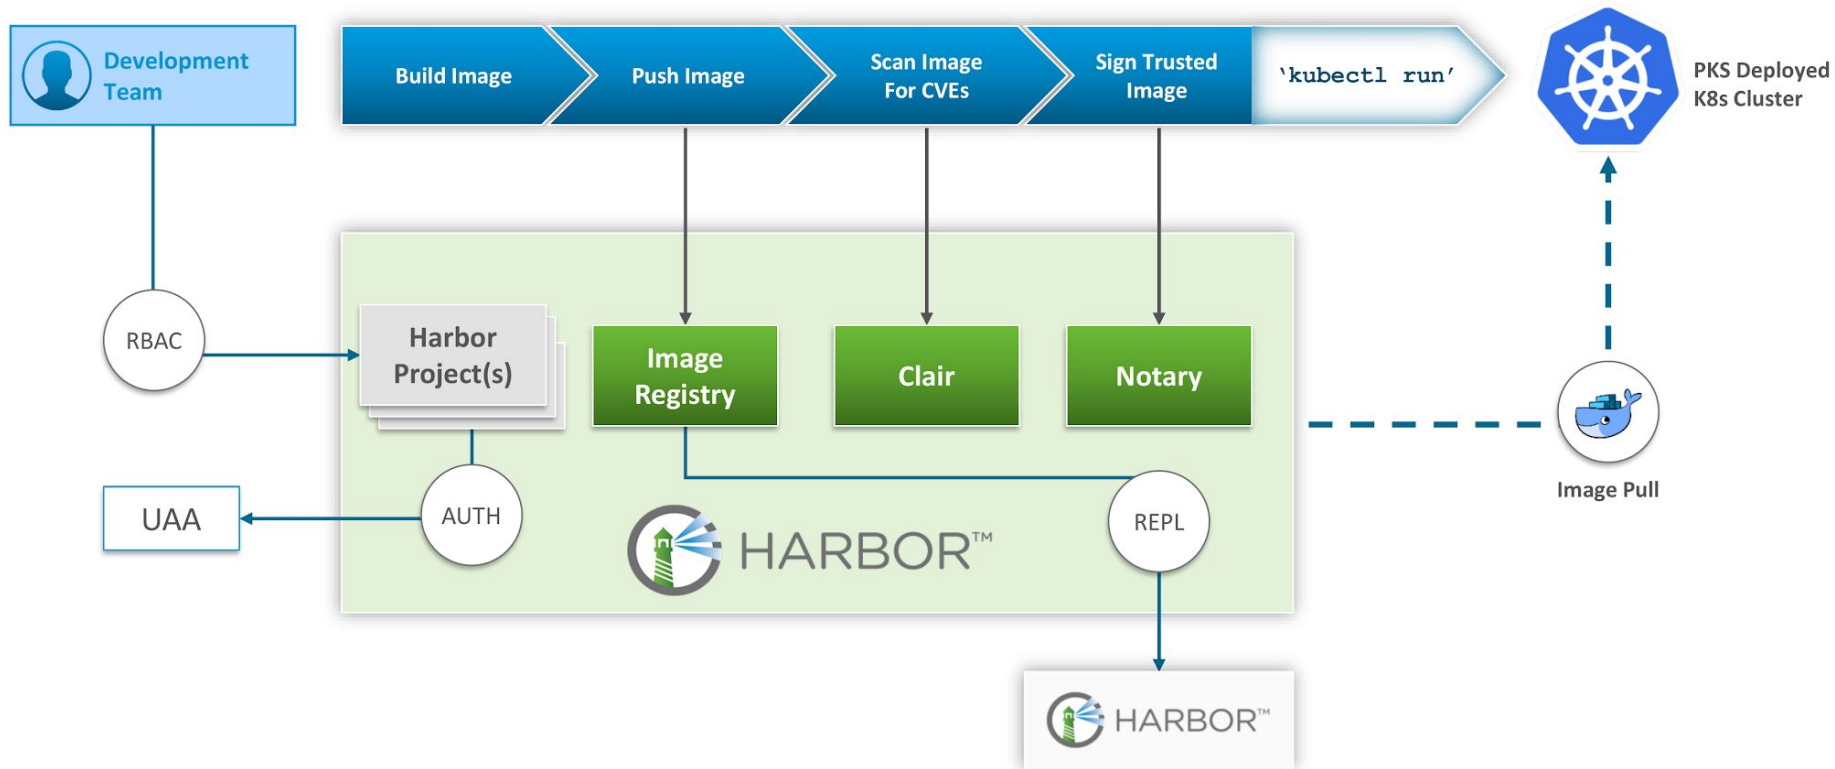 Development
Team
Build Image
Push Image
Scan Image
For CVEs
Sign Trusted
Image
‘kubectl run’
PKS Deployed
K8s Cluster
RBAC
Harbor
Project(s)
Image
Registry
Clair
Notary
UAA
AUTH
HARBOR™
REPL
Image Pull
HARBOR™